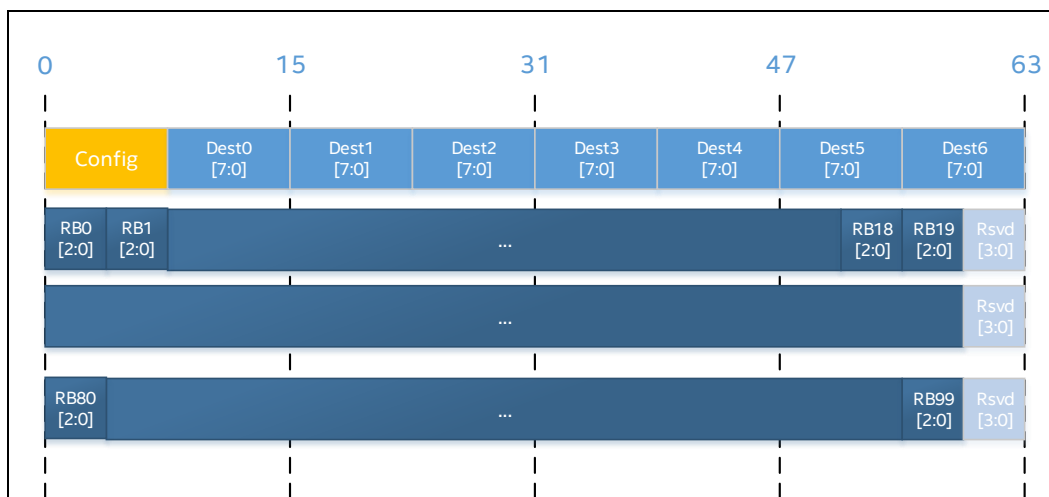 0 15 31 47 63
Config Dest0 Dest1 Dest2 Dest3 Dest4 Dest5 Dest6
[7:0] [7:0] [7:0] [7:0] [7:0] [7:0] [7:0]
RB0 RB1 ... RB18 RB19 Rsvd
[2:0] [2:0] [2:0] [2:0] [3:0]
... Rsvd
[3:0]
RB80 ... RB99 Rsvd
[2:0] [2:0] [3:0]